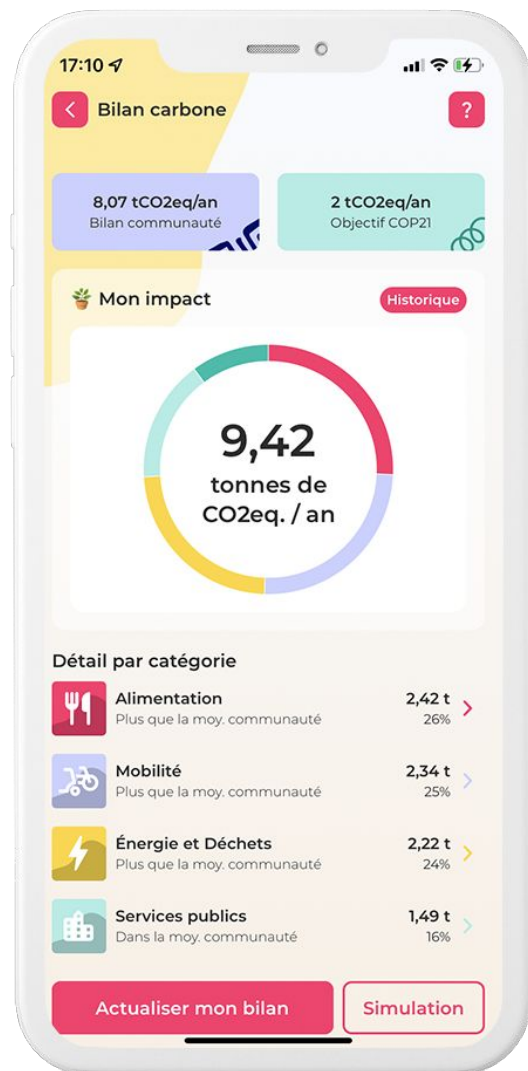 17:10
Bilan carbone
?
8,07 tCO2eq/an
Bilan communauté
2 tCO2eq/an
Objectif COP21
Mon impact
Historique
9,42
tonnes de
CO2eq. / an
Détail par catégorie
Alimentation
2,42 t
Plus que la moy. communauté
26%
Mobilité
2,34 t
Plus que la moy. communauté
25%
Énergie et Déchets
2,22 t
Plus que la moy. communauté
24%
Services publics
1,49 t
Dans la moy. communauté
16%
Actualiser mon bilan
Simulation